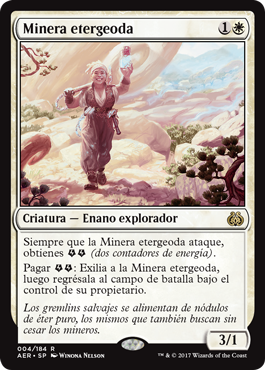 Minera etergeoda
1
Criatura — Enano explorador
Siempre que la Minera etergeoda ataque,
obtienes (dos contadores de energía).
Pagar : Exilia a la Minera etergeoda,
luego regrésala al campo de batalla bajo el
control de su propietario.
Los gremlins salvajes se alimentan de nódulos
de éter puro, los mismos que también buscan sin
cesar los mineros.
3/1
004/184 R
AER • SP Winona Nelson
™ & © 2017 Wizards of the Coast